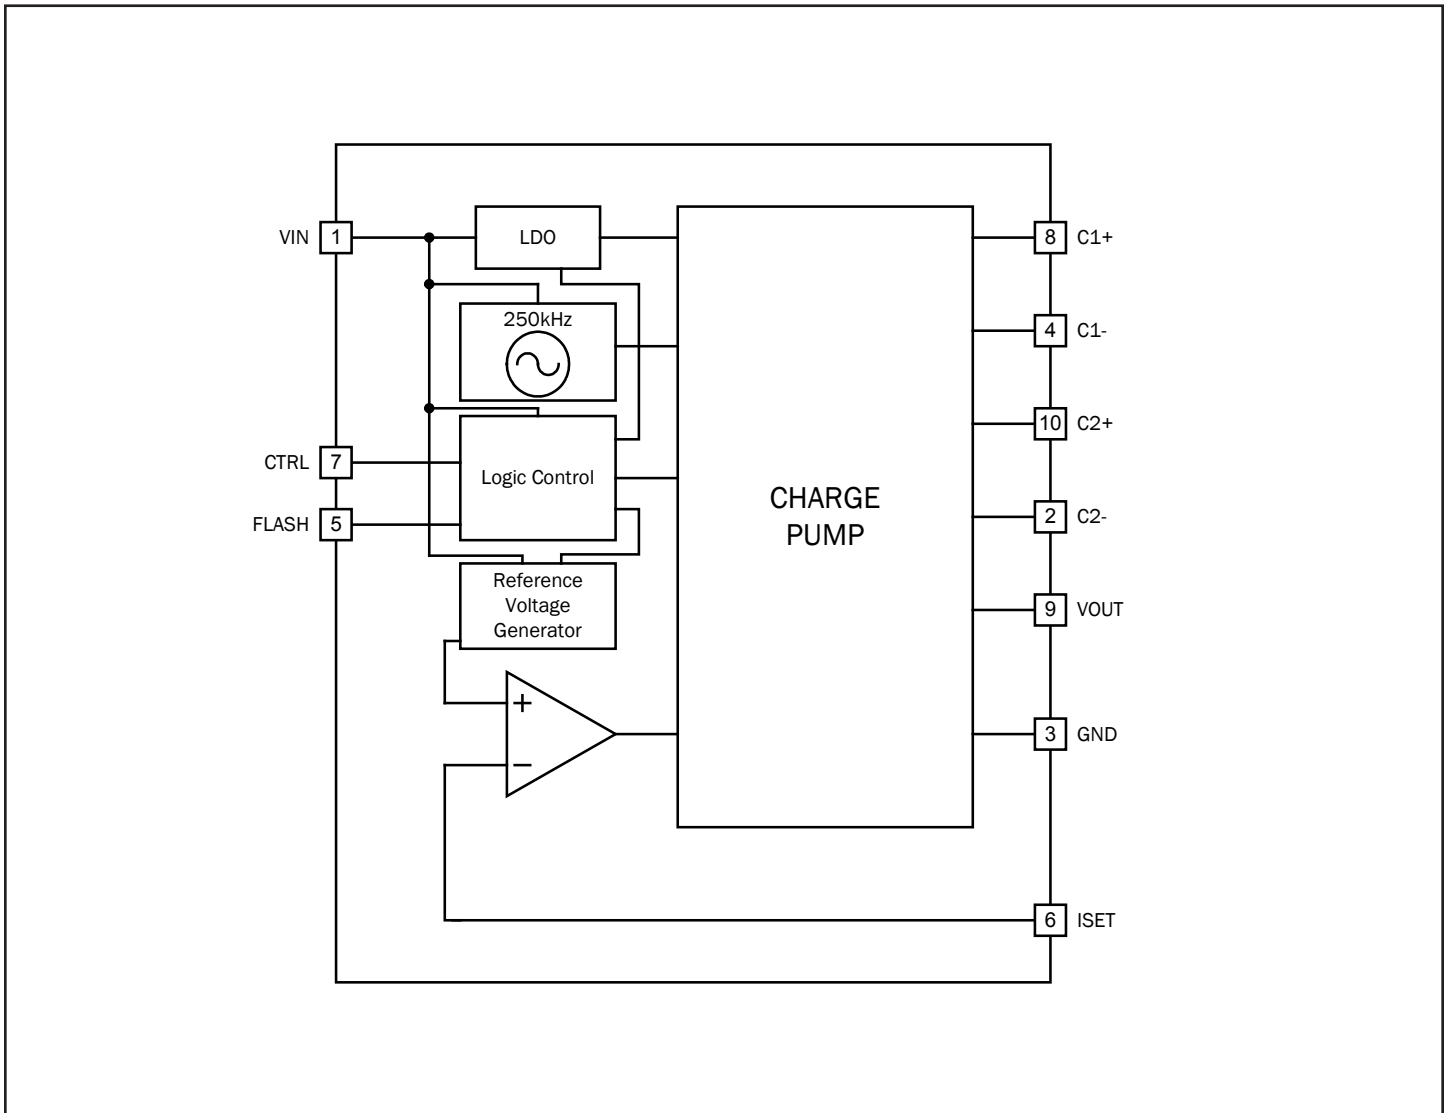 VIN 1
LDO
8 C1+
250kHz
4 C1-
10 C2+
CTRL 7
Logic Control
CHARGE
PUMP
FLASH 5
2 C2-
Reference
Voltage
Generator
9 VOUT
+
3 GND
−
6 ISET